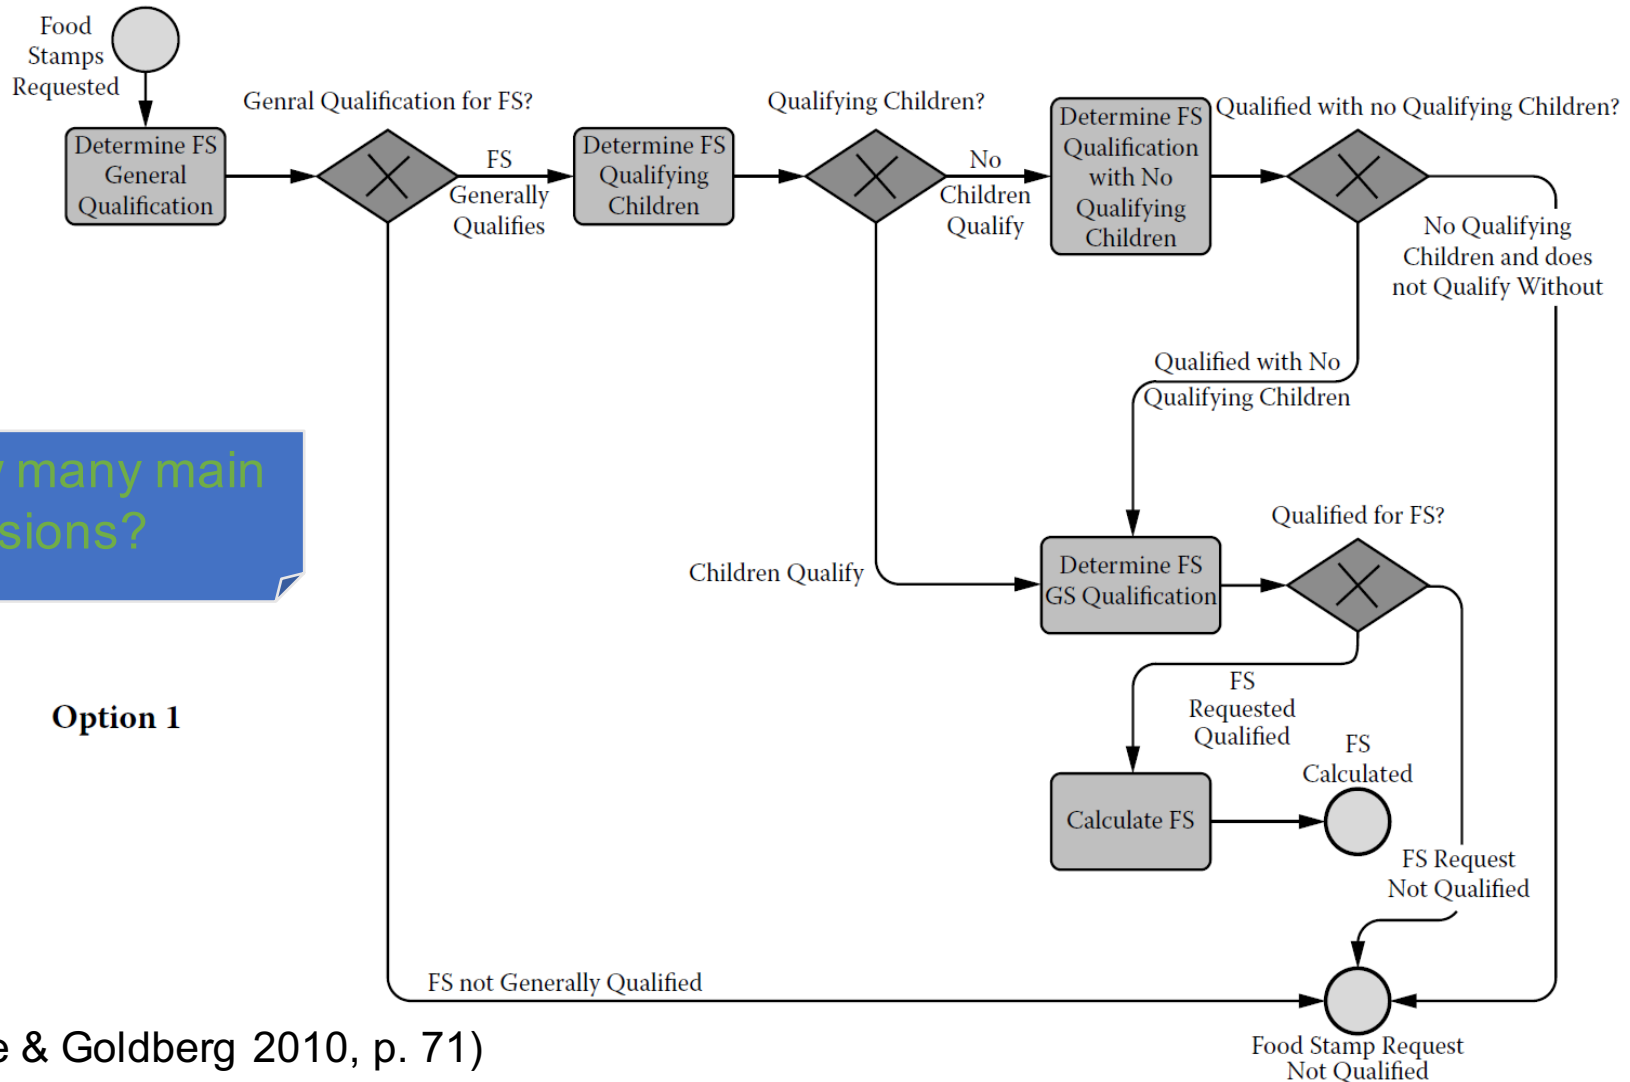 Food
Stamps
Requested
Genral Qualification for FS?
Qualifying Children?
Qualified with no Qualifying Children?
Determine FS
General
Qualification
FS
Generally
Qualifies
Determine FS
Qualifying
Children
No
Children
Qualify
Determine FS
Qualification
with No
Qualifying
Children
No Qualifying
Children and does
not Qualify Without
Qualified with No
Qualifying Children
many main
sions?
Qualified for FS?
Children Qualify
Determine FS
GS Qualification
Option 1
FS
Requested
Qualified
FS
Calculated
Calculate FS
FS Request
Not Qualified
FS not Generally Qualified
e & Goldberg 2010, p. 71)
Food Stamp Request
Not Qualified